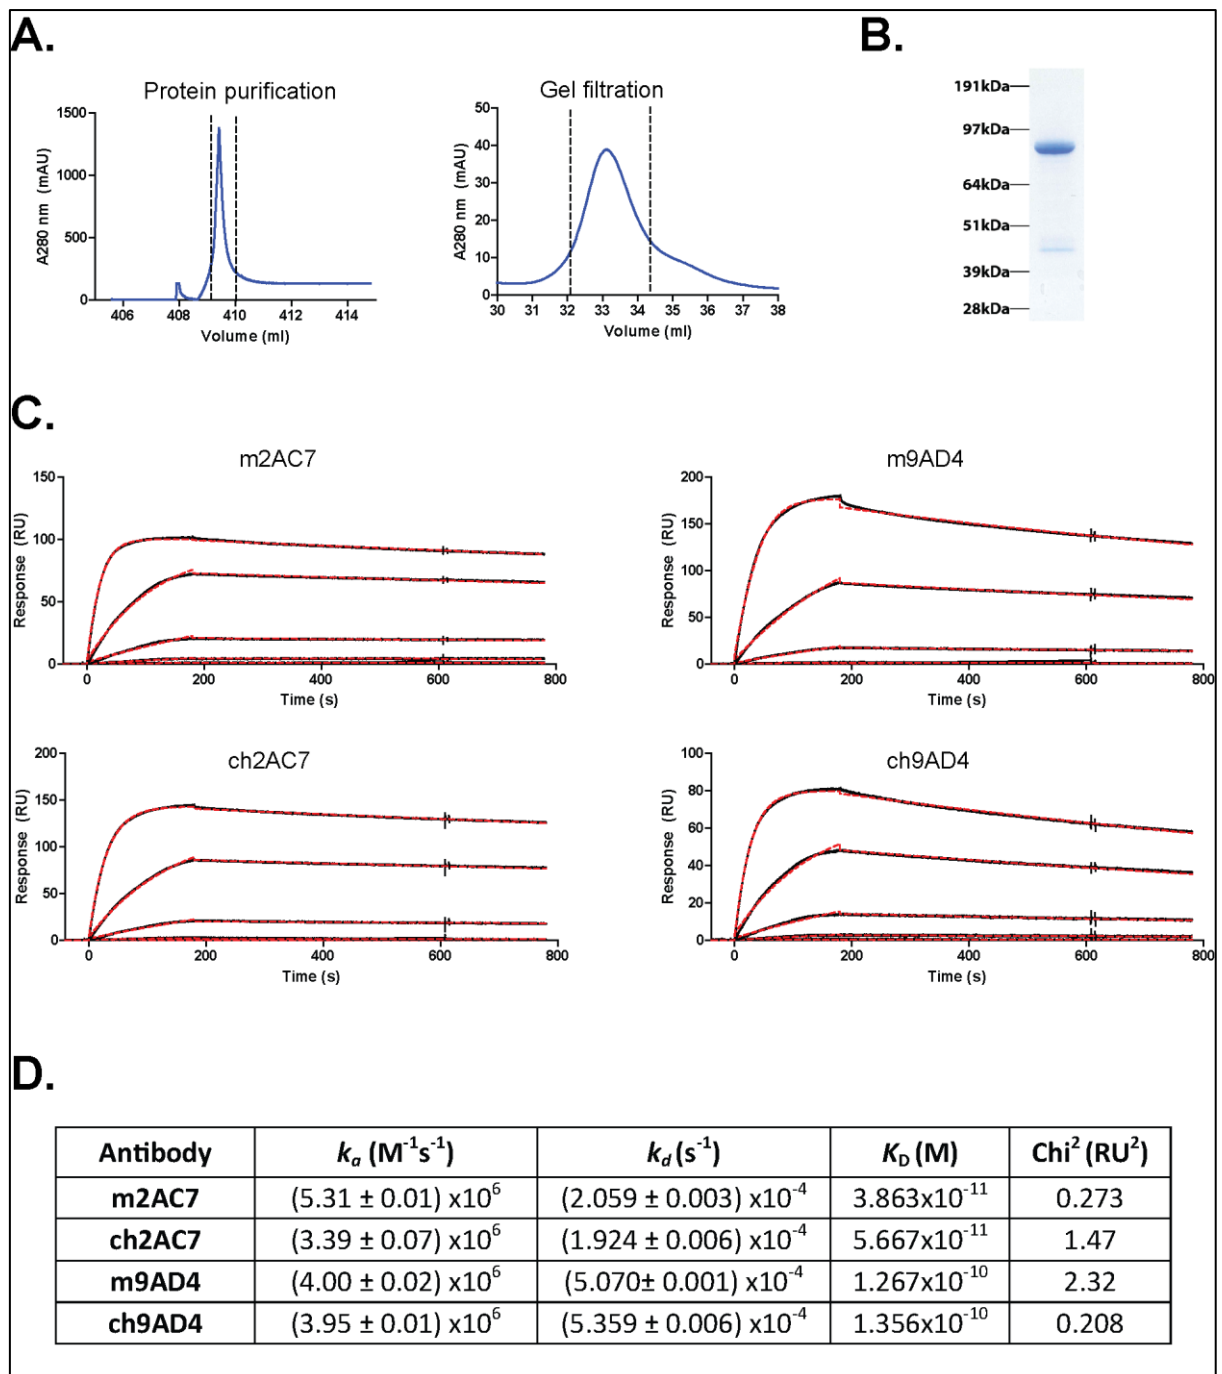 A.
B.
Protein purification
Gel filtration
1500
1000
500
0
A280 nm (mAU)
406 408 410 412 414
Volume (ml)
50
40
30
20
10
0
A280 nm (mAU)
30 31 32 33 34 35 36 37 38
Volume (ml)
191kDa
97kDa
64kDa
51kDa
39kDa
28kDa
C.
m2AC7
150
100
50
0
Response (RU)
0 200 400 600 800
Time (s)
m9AD4
200
150
100
50
0
Response (RU)
0 200 400 600 800
Time (s)
ch2AC7
200
150
100
50
0
Response (RU)
0 200 400 600 800
Time (s)
ch9AD4
100
80
60
40
20
0
Response (RU)
0 200 400 600 800
Time (s)
D.
Antibody kₐ (M⁻¹s⁻¹) k_d (s⁻¹) K_D (M) Chi² (RU²)
m2AC7 (5.31 ± 0.01) x10⁶ (2.059 ± 0.003) x10⁻⁴ 3.863x10⁻¹¹ 0.273
ch2AC7 (3.39 ± 0.07) x10⁶ (1.924 ± 0.006) x10⁻⁴ 5.667x10⁻¹¹ 1.47
m9AD4 (4.00 ± 0.02) x10⁶ (5.070± 0.001) x10⁻⁴ 1.267x10⁻¹⁰ 2.32
ch9AD4 (3.95 ± 0.01) x10⁶ (5.359 ± 0.006) x10⁻⁴ 1.356x10⁻¹⁰ 0.208